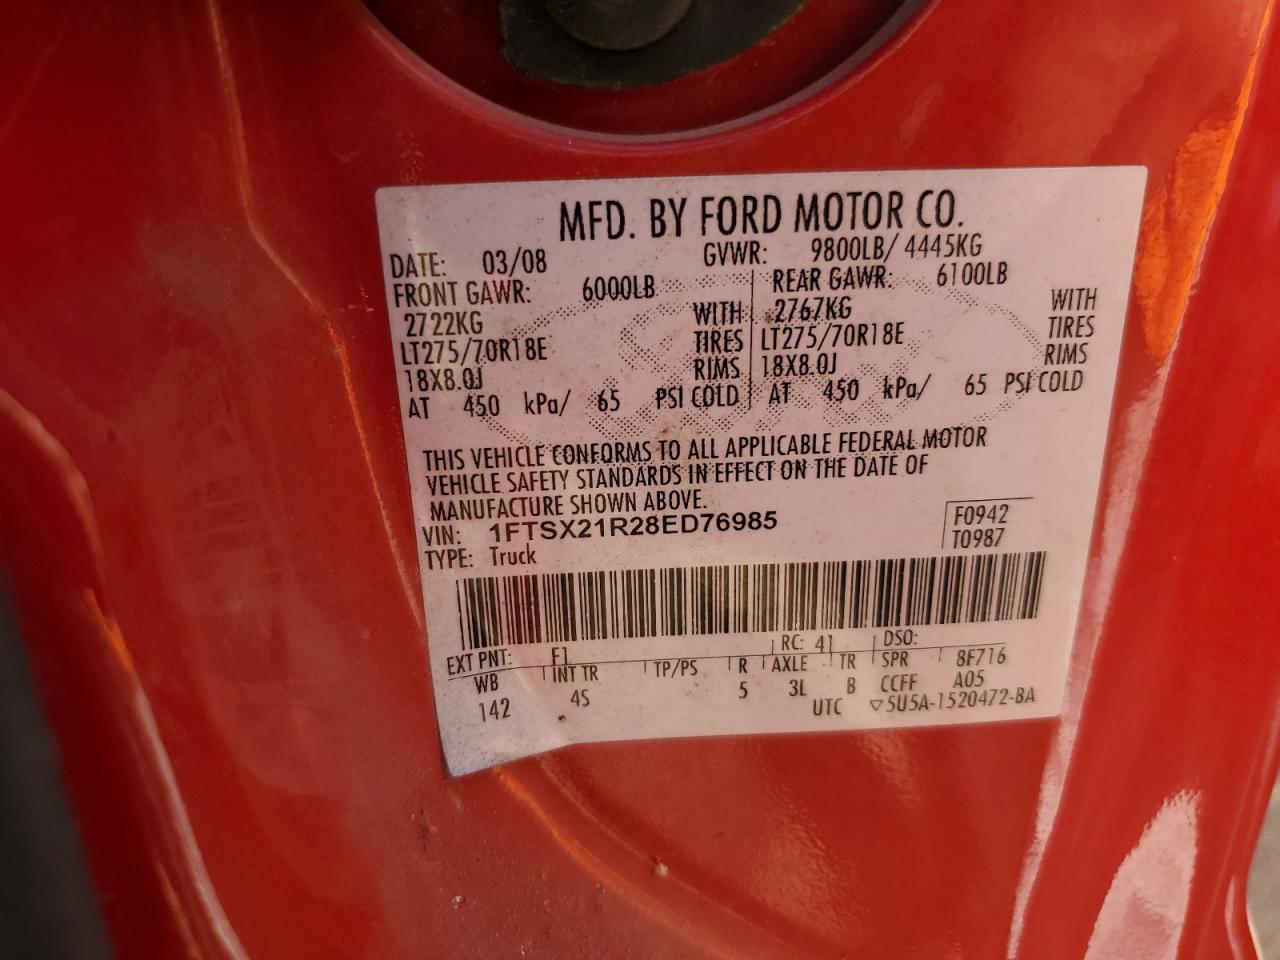 MFD. BY FORD MOTOR CO.
DATE: 03/08 GVWR: 9800LB/ 4445KG
FRONT GAWR: 6000LB REAR GAWR: 6100LB
2722KG WITH 2767KG WITH
LT275/70R18E TIRES LT275/70R18E TIRES
18X8.0J RIMS 18X8.0J RIMS
AT 450 kPa/ 65 PSI COLD AT 450 kPa/ 65 PSI COLD
THIS VEHICLE CONFORMS TO ALL APPLICABLE FEDERAL MOTOR
VEHICLE SAFETY STANDARDS IN EFFECT ON THE DATE OF
MANUFACTURE SHOWN ABOVE.
VIN: 1FTSX21R28ED76985 F0942
TYPE: Truck T0987
EXT PNT: F1 RC: 41 DSO:
WB INT TR TP/PS R AXLE TR SPR 8F716
142 4S 5 3L B CCFF A05
UTC ▽5U5A-1520472-BA